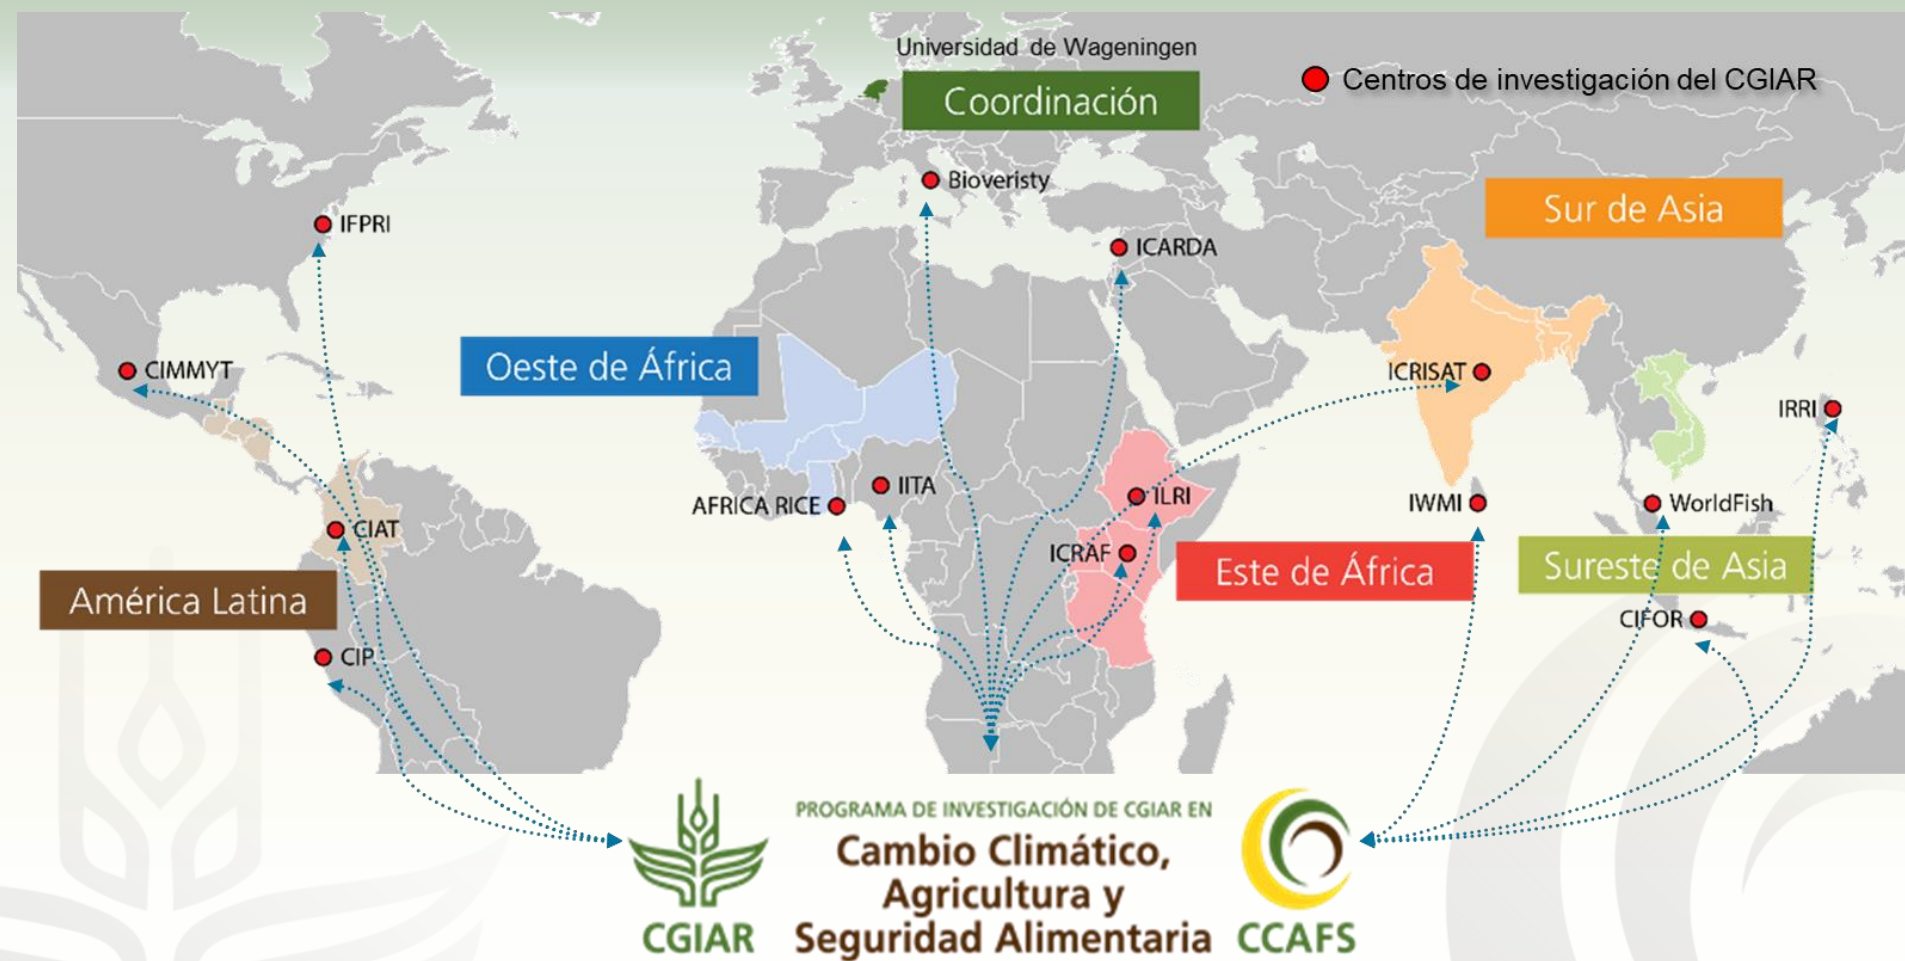 Universidad de Wageningen
Coordinación
Centros de investigación del CGIAR
Bioveristy
Sur de Asia
IFPRI
ICARDA
Oeste de África
CIMMYT
ICRISAT
IRRI
IITA
ILRI
AFRICA RICE
IWMI
WorldFish
CIAT
ICRAF
Este de África
Sureste de Asia
América Latina
CIFOR
CIP
PROGRAMA DE INVESTIGACIÓN DE CGIAR EN
Cambio Climático,
Agricultura y
Seguridad Alimentaria
CGIAR
CCAFS